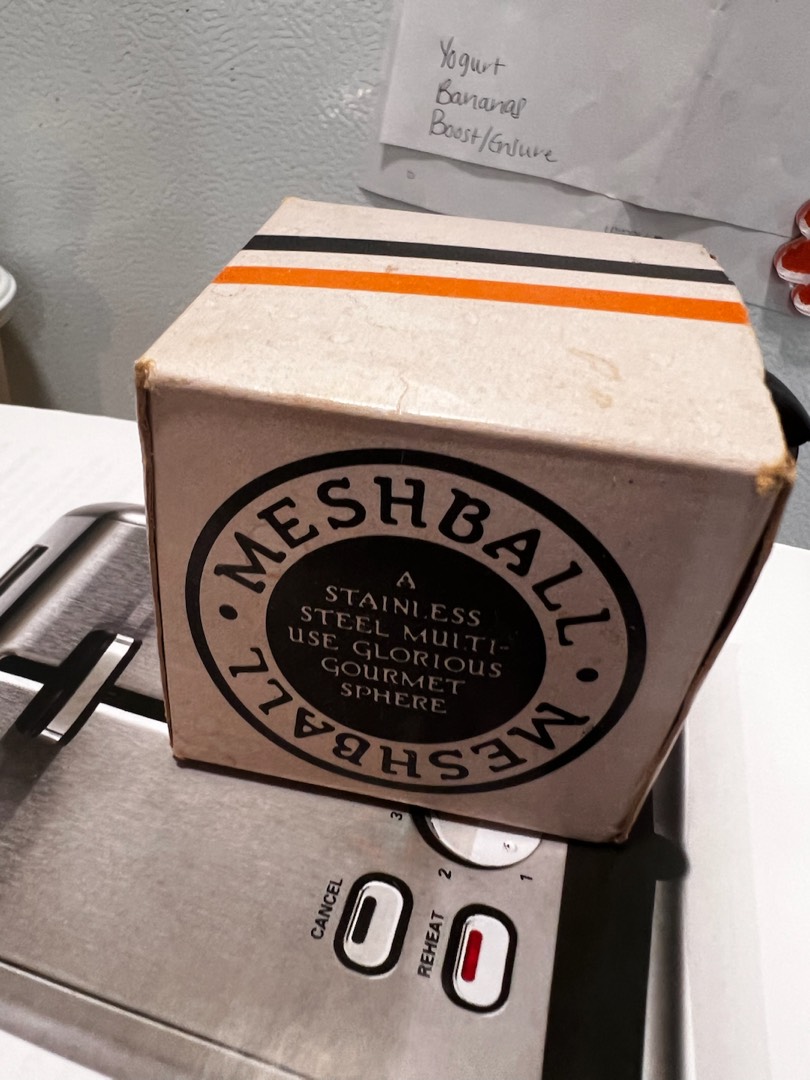 Yogurt
Bananas
Boost/Ensure
MESHBALL • MESHBALL •
A
STAINLESS
STEEL MULTI-
USE GLORIOUS
GOURMET
SPHERE
3
2
1
CANCEL
REHEAT